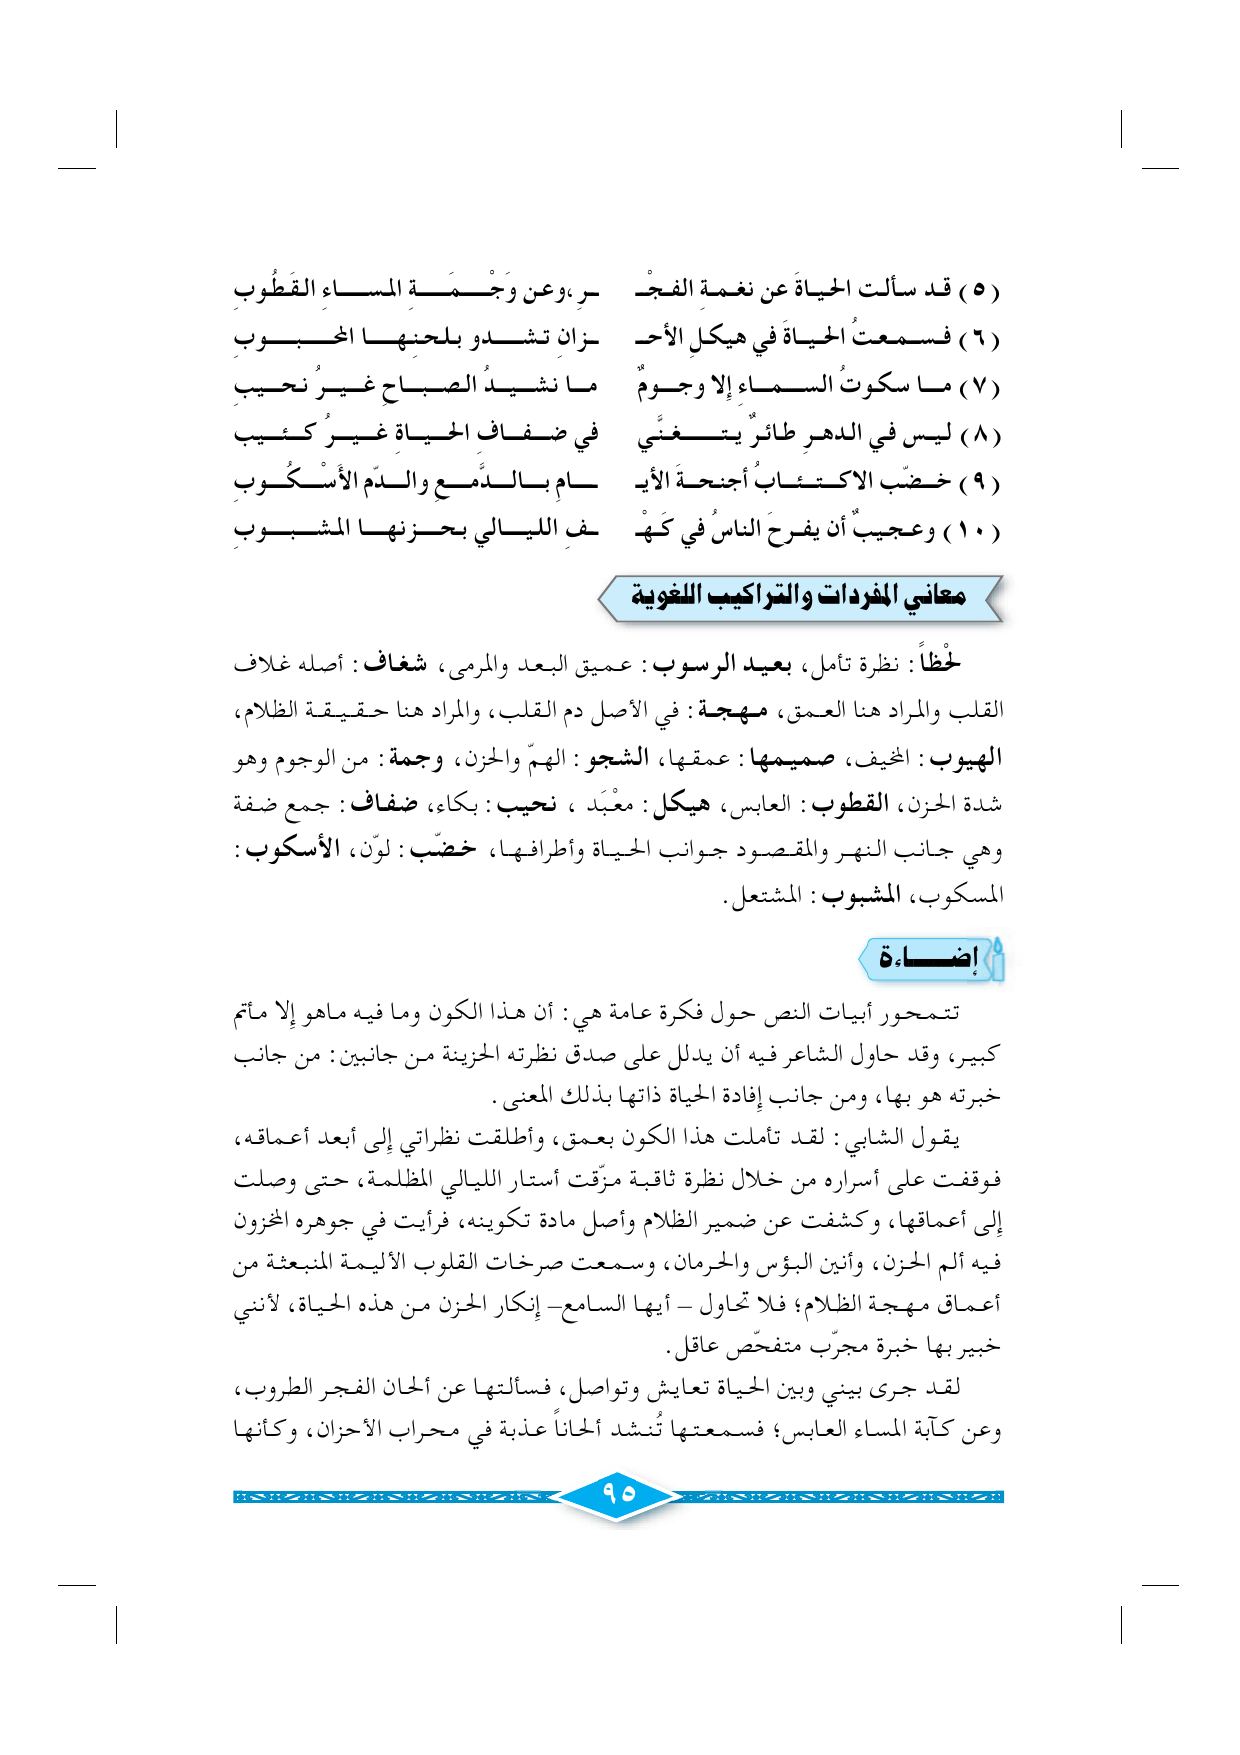 (٥) قد سألت الحياةَ عن نغمةِ الفجْـ ـرِ ،وعن وَجْـمَـةِ المساءِ القَطُوبِ
(٦) فسمعتُ الحياةَ في هيكلِ الأحـ ـزانِ تشدو بلحنِها المحبوبِ
(٧) ما سكوتُ السماءِ إِلا وجومٌ ما نشيدُ الصباحِ غيرُ نحيبِ
(٨) ليس في الدهرِ طائرٌ يتغنَّي في ضفافِ الحياةِ غيرُ كئيب
(٩) خضّب الاكتئابُ أجنحةَ الأيـ ـامِ بالدَّمعِ والدّم الأَسْكُوبِ
(١٠) وعجيبٌ أن يفرحَ الناسُ في كَهْـ ـفِ الليالي بحزنها المشبوبِ
معاني المفردات والتراكيب اللغوية
لحْظاً: نظرة تأمل، بعيد الرسوب: عميق البعد والمرمى، شغاف: أصله غلاف
القلب والمراد هنا العمق، مهجة: في الأصل دم القلب، والمراد هنا حقيقة الظلام،
الهيوب: المخيف، صميمها: عمقها، الشجو: الهمّ والحزن، وجمة: من الوجوم وهو
شدة الحزن، القطوب: العابس، هيكل: معْبَد ، نحيب: بكاء، ضفاف: جمع ضفة
وهي جانب النهر والمقصود جوانب الحياة وأطرافها، خضّب: لوّن، الأسكوب:
المسكوب، المشبوب: المشتعل.
إضـــاءة
تتمحور أبيات النص حول فكرة عامة هي: أن هذا الكون وما فيه ماهو إِلا مأتم
كبير، وقد حاول الشاعر فيه أن يدلل على صدق نظرته الحزينة من جانبين: من جانب
خبرته هو بها، ومن جانب إِفادة الحياة ذاتها بذلك المعنى.
يقول الشابي: لقد تأملت هذا الكون بعمق، وأطلقت نظراتي إِلى أبعد أعماقه،
فوقفت على أسراره من خلال نظرة ثاقبة مزّقت أستار الليالي المظلمة، حتى وصلت
إِلى أعماقها، وكشفت عن ضمير الظلام وأصل مادة تكوينه، فرأيت في جوهره المخزون
فيه ألم الحزن، وأنين البؤس والحرمان، وسمعت صرخات القلوب الأليمة المنبعثة من
أعماق مهجة الظلام؛ فلا تحاول – أيها السامع– إِنكار الحزن من هذه الحياة، لأنني
خبير بها خبرة مجرّب متفحّص عاقل.
لقد جرى بيني وبين الحياة تعايش وتواصل، فسألتها عن ألحان الفجر الطروب،
وعن كآبة المساء العابس؛ فسمعتها تُنشد ألحاناً عذبة في محراب الأحزان، وكأنها
٩٥